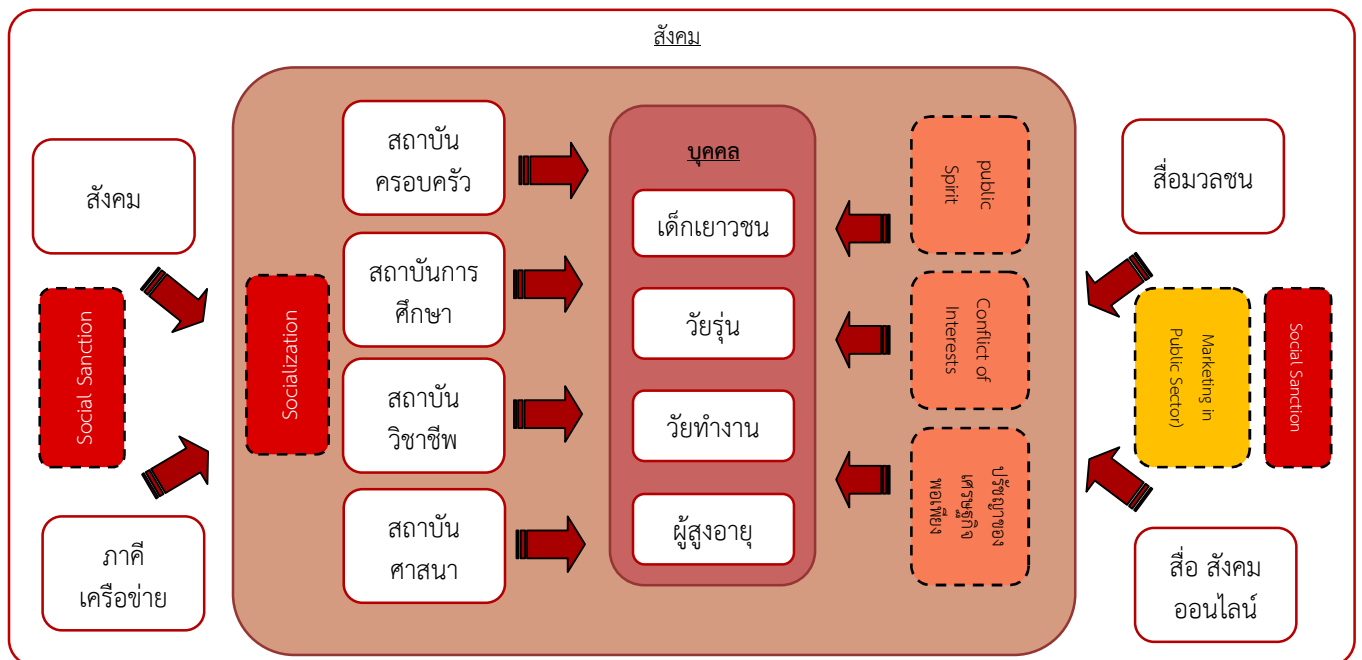 สังคม
สังคม
Social Sanction
ภาคี
เครือข่าย
Socialization
สถาบัน
ครอบครัว
สถาบันการ
ศึกษา
สถาบัน
วิชาชีพ
สถาบัน
ศาสนา
บุคคล
เด็กเยาวชน
วัยรุ่น
วัยทำงาน
ผู้สูงอายุ
public
Spirit
Conflict of
Interests
ปรัชญาของ
เศรษฐกิจ
พอเพียง
สื่อมวลชน
Marketing in
Public Sector)
Social Sanction
สื่อ สังคม
ออนไลน์